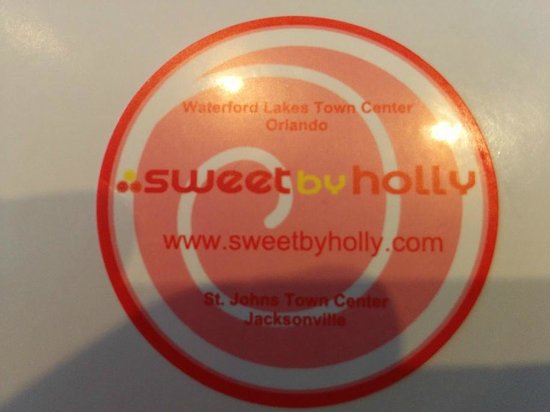 Waterford Lakes Town Center
Orlando
sweetbyholly
www.sweetbyholly.com
St. Johns Town Center
Jacksonville